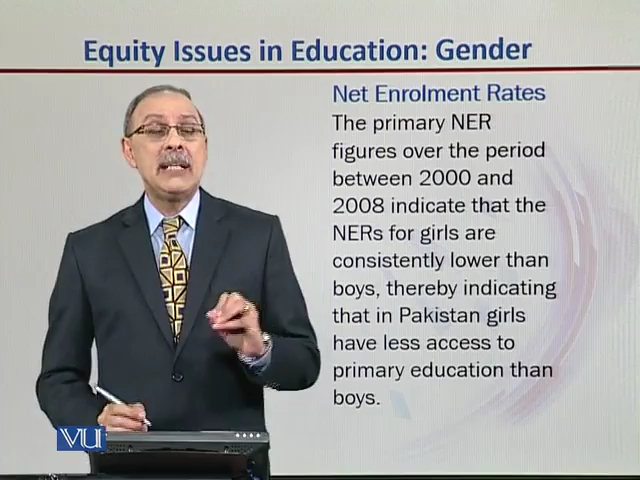 Equity Issues in Education: Gender
Net Enrolment Rates
The primary NER
figures over the period
between 2000 and
2008 indicate that the
NERs for girls are
consistently lower than
boys, thereby indicating
that in Pakistan girls
have less access to
primary education than
boys.
VU